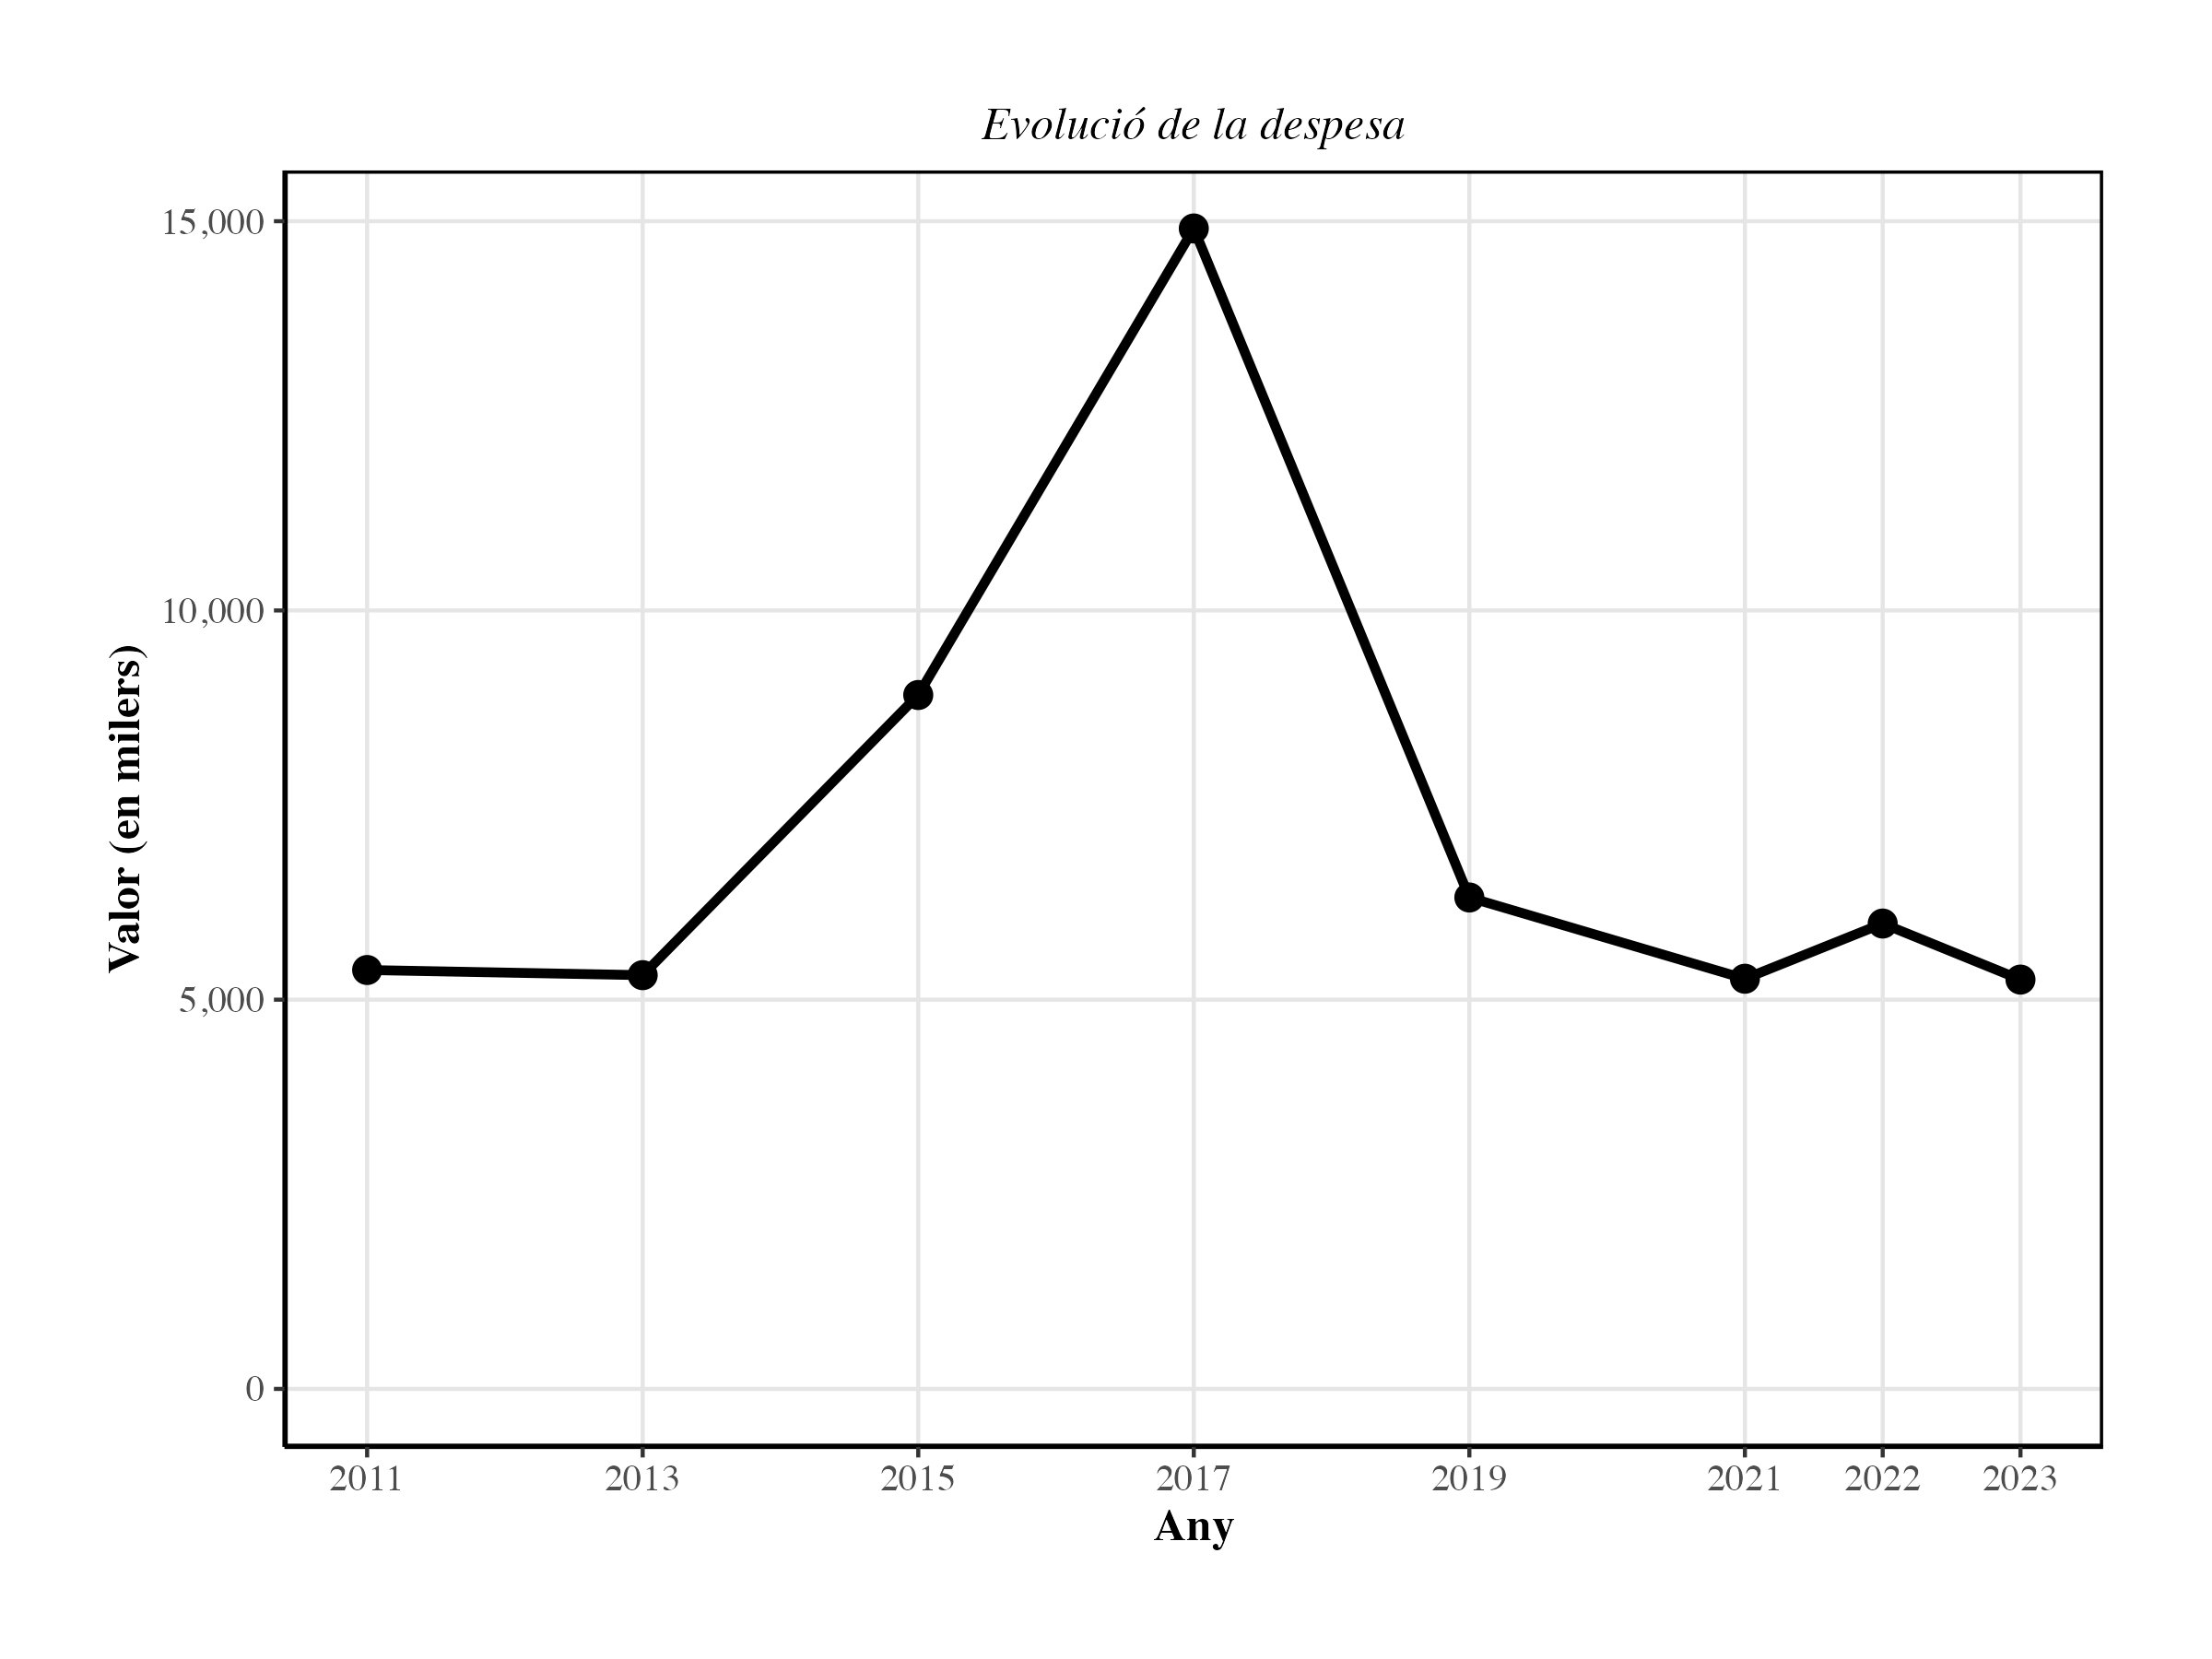 Evolució de la despesa
15,000
10,000
5,000
0
Valor (en milers)
2011 2013 2015 2017 2019 2021 2022 2023
Any